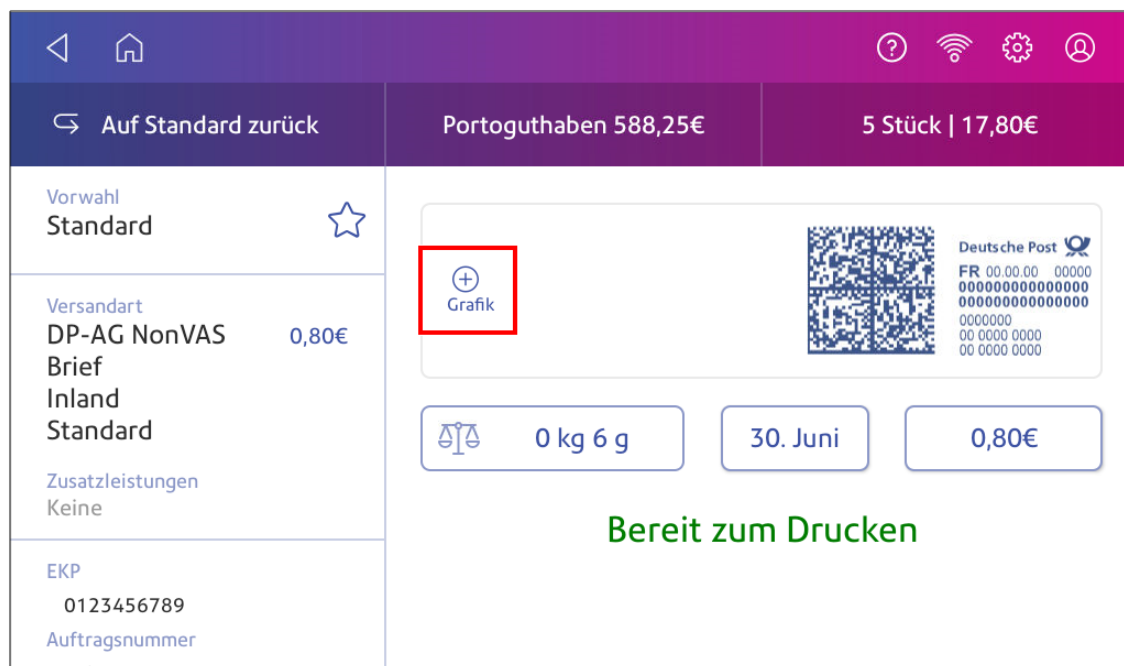 Auf Standard zurück
Portoguthaben 588,25€
5 Stück | 17,80€
Vorwahl
Standard
Versandart
DP-AG NonVAS 0,80€
Brief
Inland
Standard
Zusatzleistungen
Keine
EKP
0123456789
Auftragsnummer
Grafik
Deutsche Post
FR 00.00.00 00000
000000000000000
000000000000000
0000000
00 0000 0000
00 0000 0000
0 kg 6 g
30. Juni
0,80€
Bereit zum Drucken